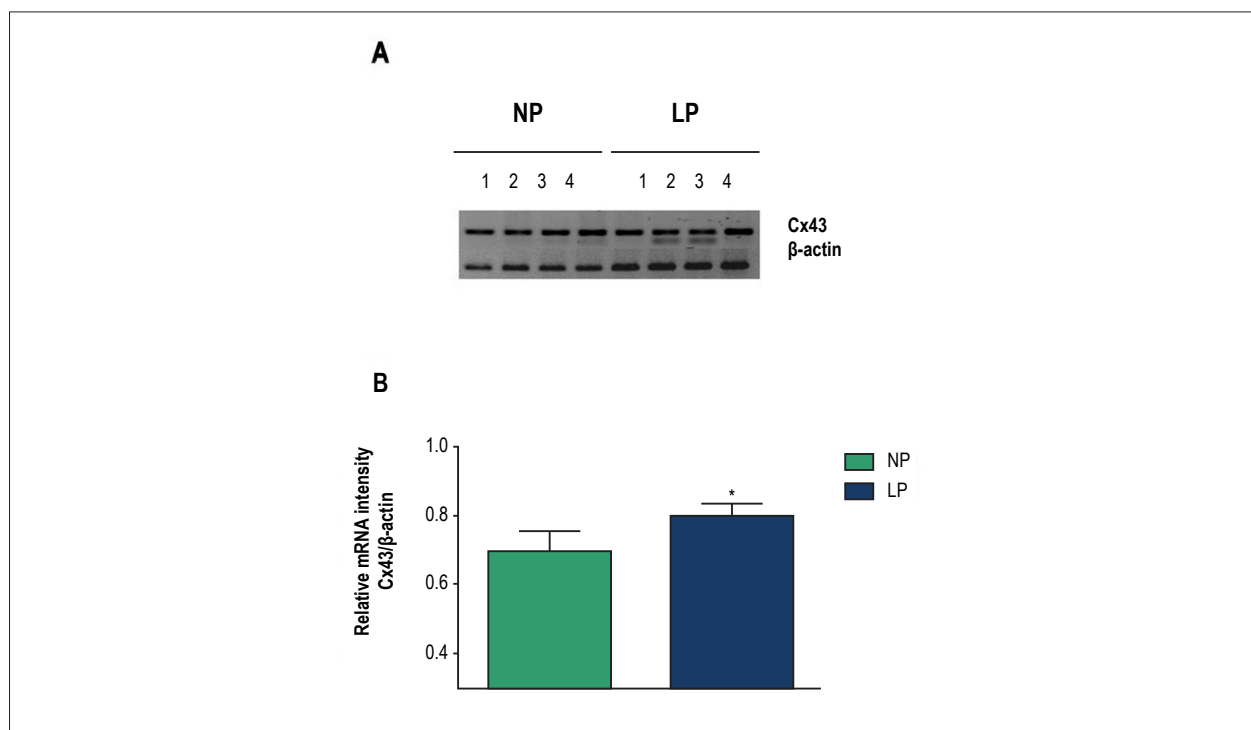 A
NP LP
1 2 3 4 1 2 3 4
Cx43
β-actin
B
Relative mRNA intensity
Cx43/β-actin
1.0
0.8
0.6
0.4
*
NP
LP